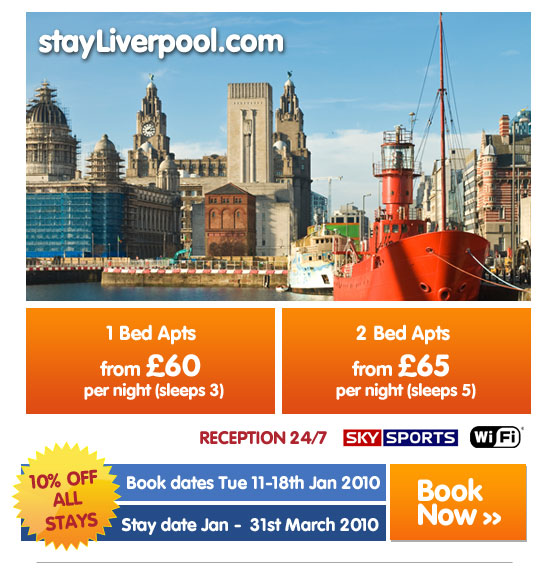 stayLiverpool.com
1 Bed Apts
from £60
per night (sleeps 3)
2 Bed Apts
from £65
per night (sleeps 5)
RECEPTION 24/7
SKY SPORTS
WiFi
10% OFF
ALL
STAYS
Book dates Tue 11-18th Jan 2010
Stay date Jan - 31st March 2010
Book
Now >>